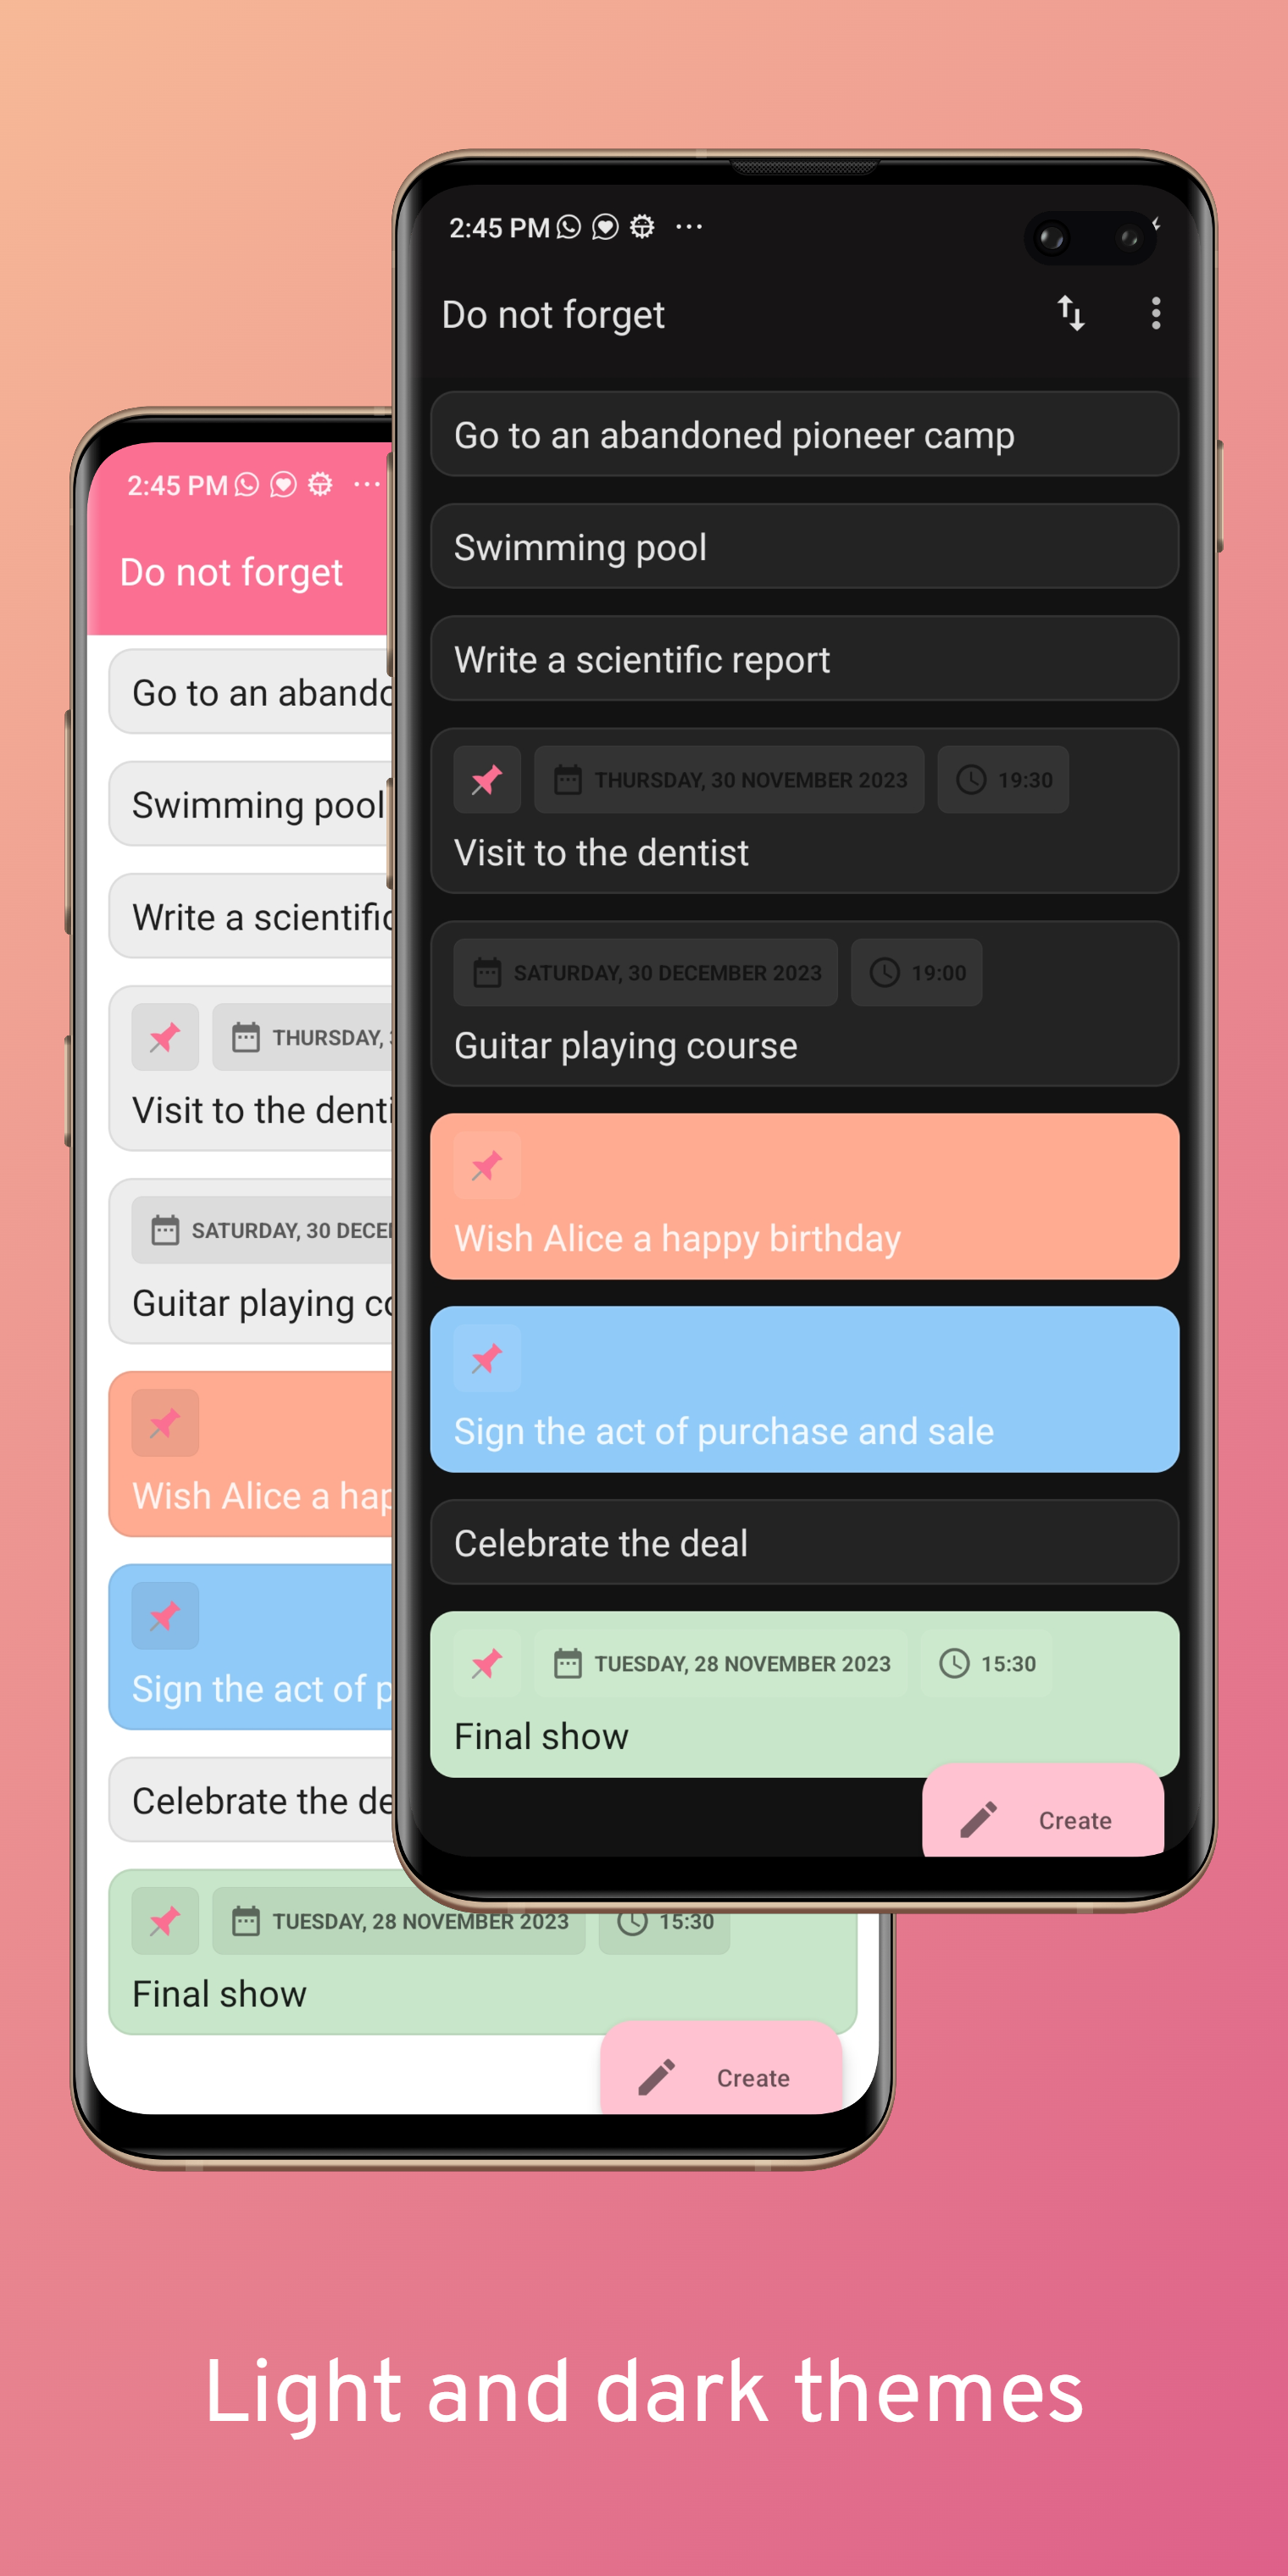 2:45 PM
Do not forget
Go to an abandoned pioneer camp
Swimming pool
Write a scientific report
THURSDAY, 30 NOVEMBER 2023 19:30
Visit to the dentist
SATURDAY, 30 DECEMBER 2023 19:00
Guitar playing course
Wish Alice a happy birthday
Sign the act of purchase and sale
Celebrate the deal
TUESDAY, 28 NOVEMBER 2023 15:30
Final show
Create
2:45 PM
Do not forget
Go to an abando
Swimming pool
Write a scientific
THURSDAY,
Visit to the denti
SATURDAY, 30 DECE
Guitar playing co
Wish Alice a hap
Sign the act of p
Celebrate the de
TUESDAY, 28 NOVEMBER 2023 15:30
Final show
Create
Light and dark themes